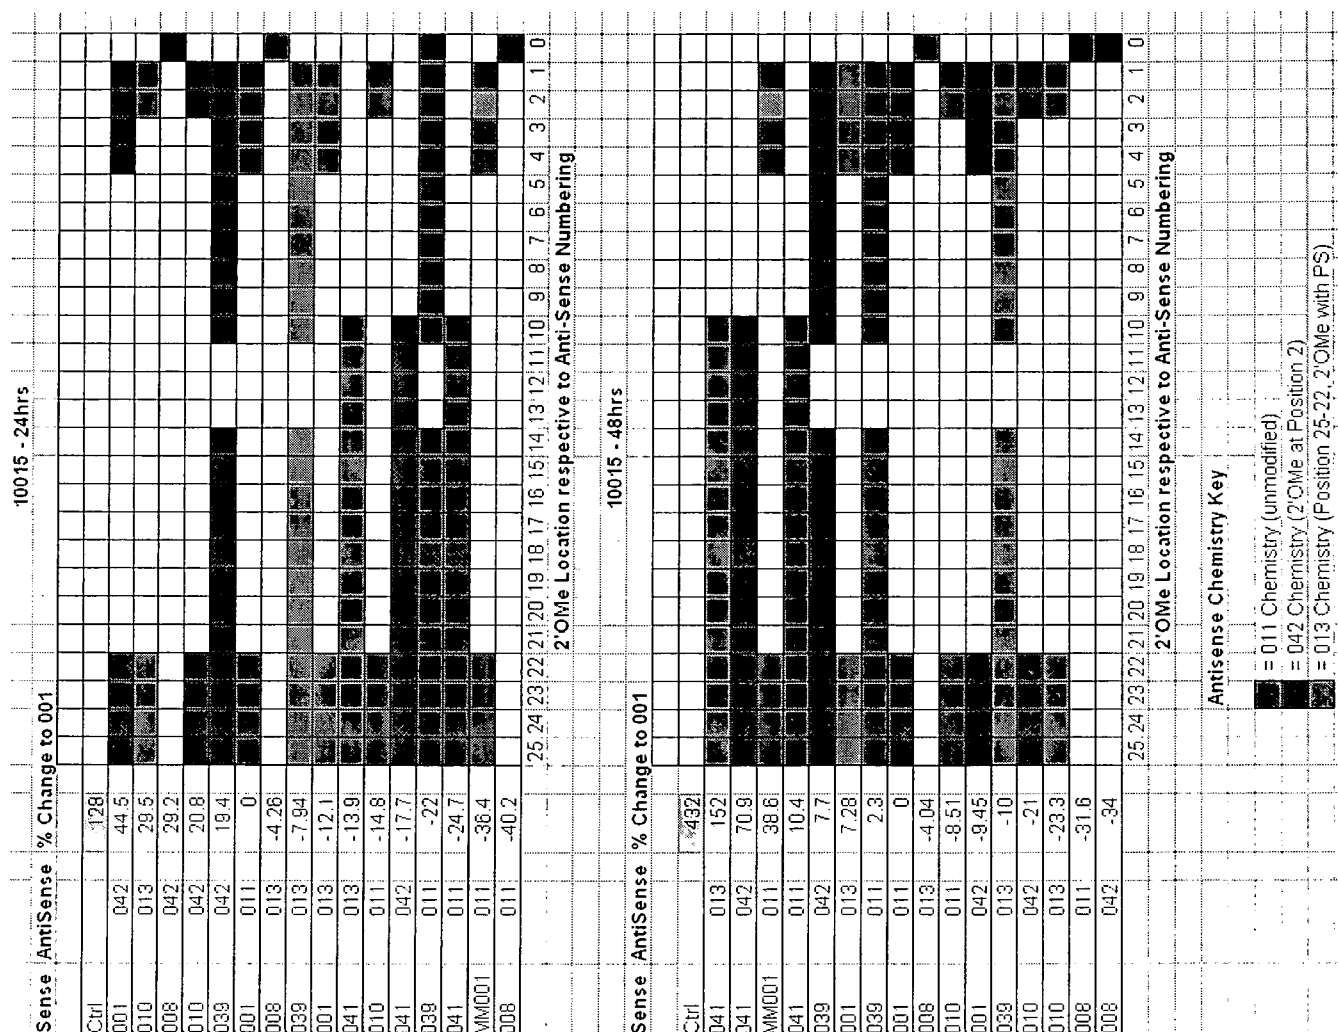 10015 - 24hrs
Sense AntiSense % Change to 001
Ctrl 128
001 042 44.5
010 013 29.5
008 042 29.2
010 042 20.8
039 042 19.4
001 011 0
008 013 -4.26
039 013 -7.94
001 013 -12.1
041 013 -13.9
010 011 -14.8
041 042 -17.7
039 011 -22
041 011 -24.7
MM001 011 -36.4
008 011 -40.2
25 24 23 22 21 20 19 18 17 16 15 14 13 12 11 10 9 8 7 6 5 4 3 2 1 0
2'OMe Location respective to Anti-Sense Numbering
10015 - 48hrs
Sense AntiSense % Change to 001
Ctrl 432
041 013 152
041 042 70.9
MM001 011 38.6
041 011 10.4
039 042 7.7
001 013 7.28
039 011 2.3
001 011 0
008 013 -4.04
010 011 -8.51
001 042 -9.45
039 013 -10
010 042 -21
010 013 -23.3
008 011 -31.6
008 042 -34
25 24 23 22 21 20 19 18 17 16 15 14 13 12 11 10 9 8 7 6 5 4 3 2 1 0
2'OMe Location respective to Anti-Sense Numbering
Antisense Chemistry Key
= 011 Chemistry (unmodified)
= 042 Chemistry (2'OMe at Position 2)
= 013 Chemistry (Position 25-22, 2'OMe with PS)